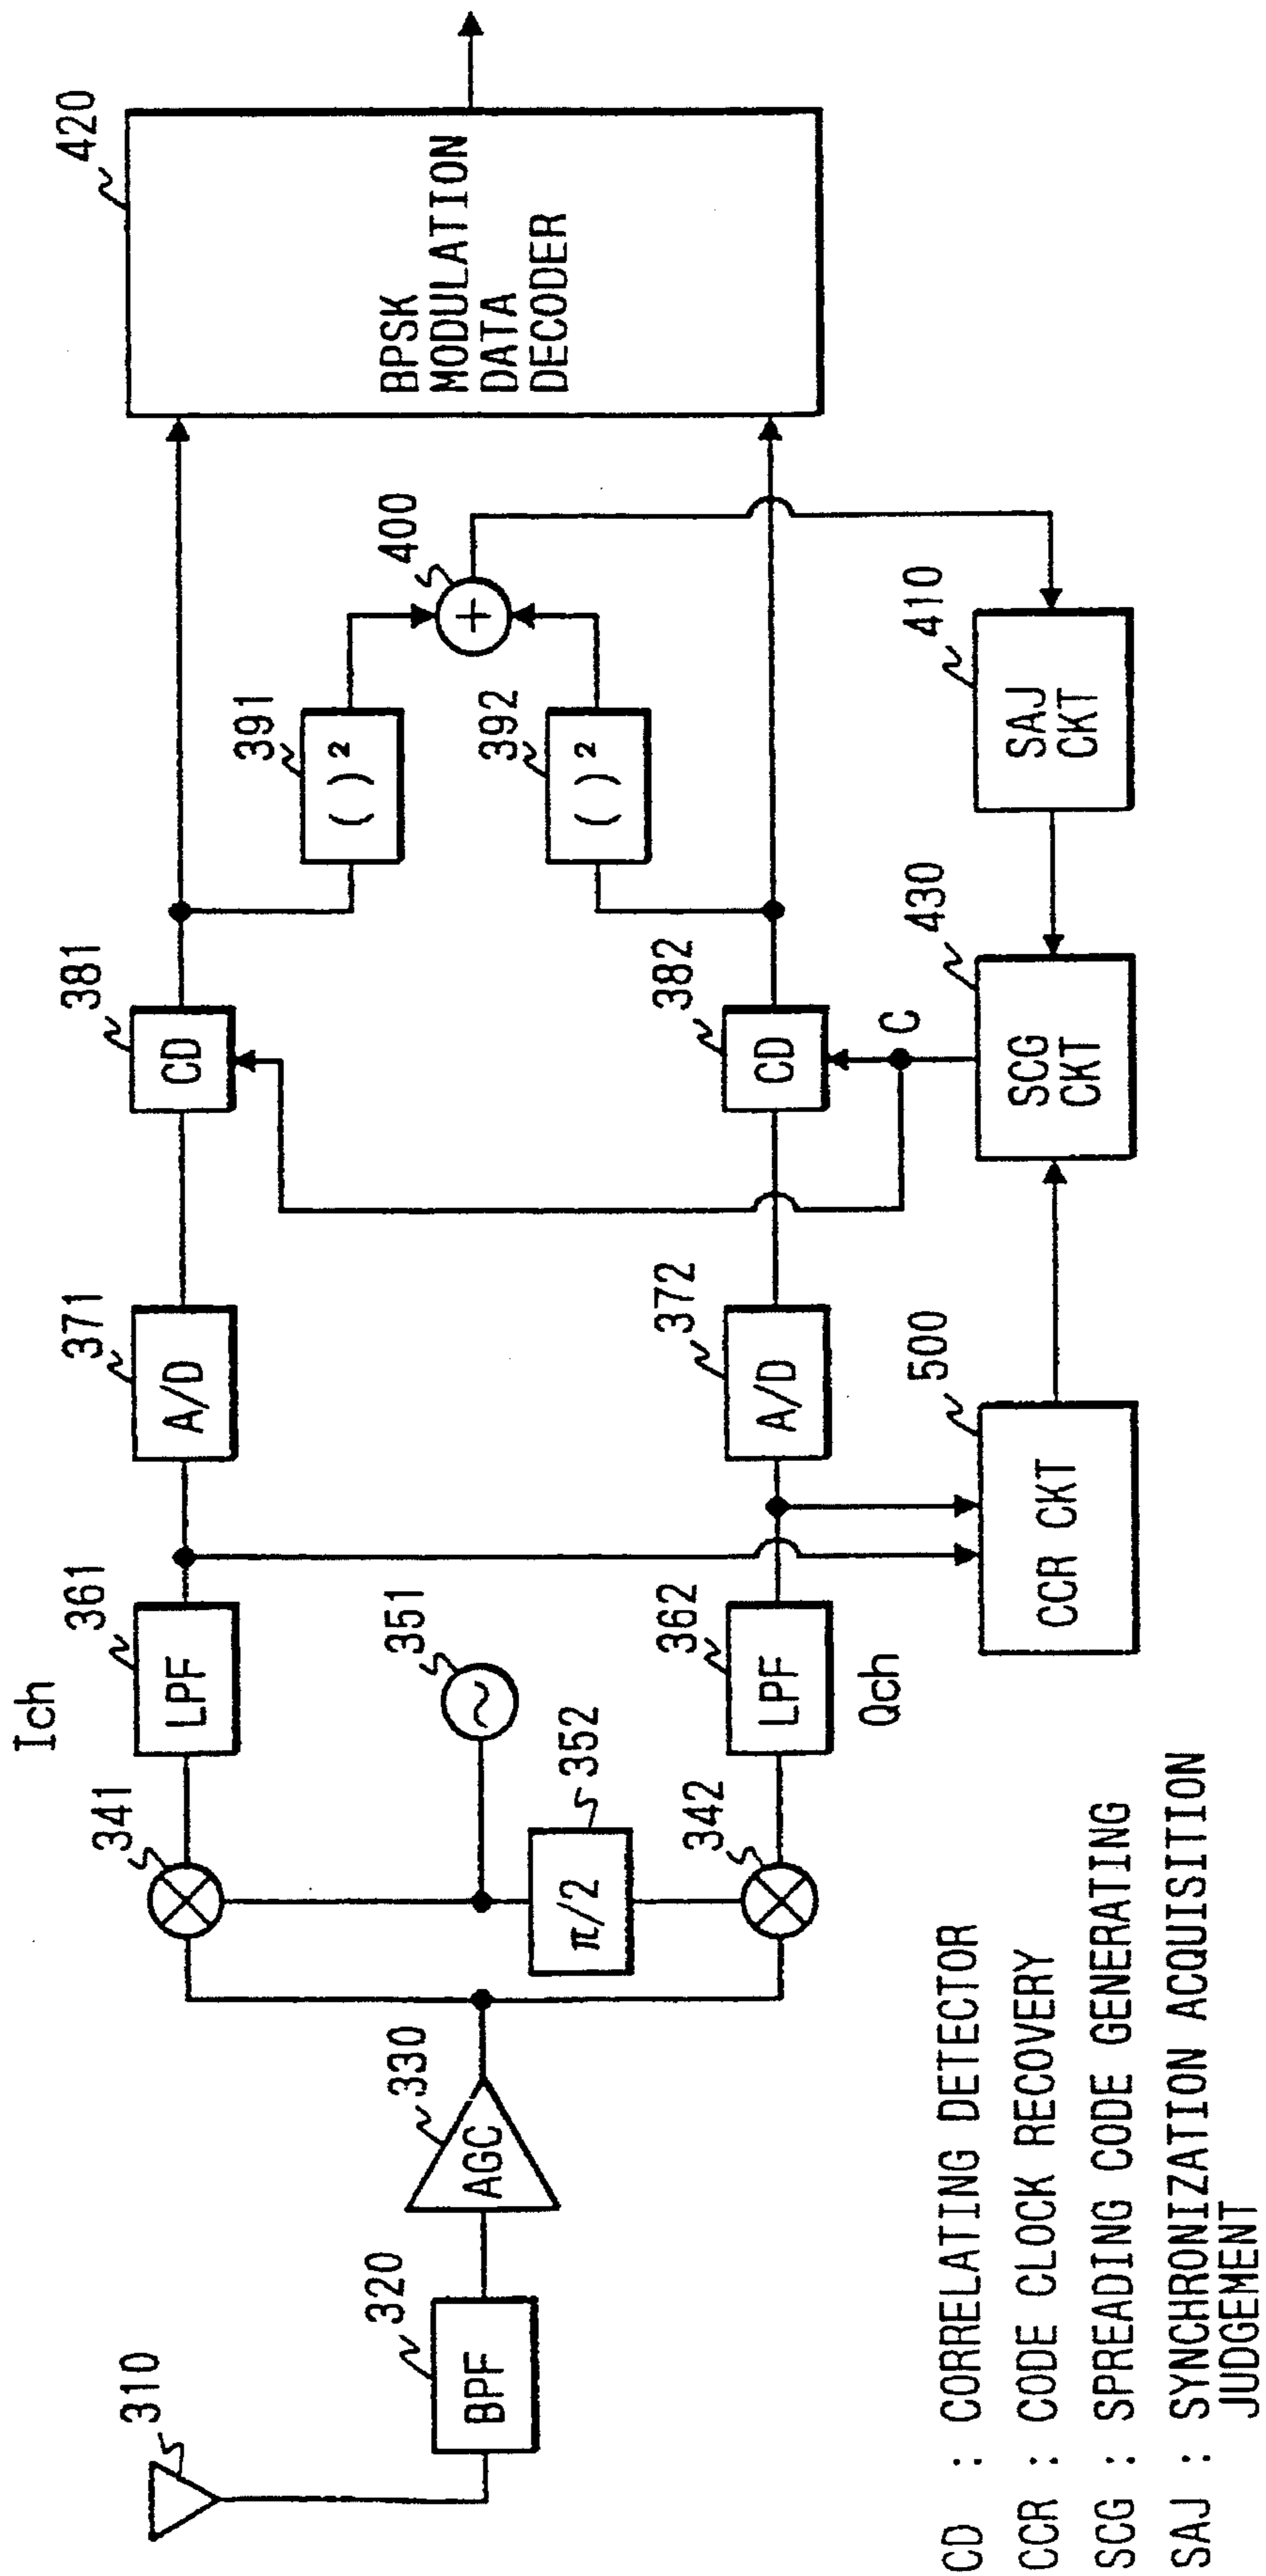 310
320
BPF
330
AGC
341
342
351
π/2
352
Ich
361
LPF
362
LPF
Qch
371
A/D
372
A/D
500
CCR CKT
381
CD
382
CD
C
430
SCG
CKT
391
( )²
392
( )²
400
+
410
SAJ
CKT
420
BPSK
MODULATION
DATA
DECODER
CD : CORRELATING DETECTOR
CCR : CODE CLOCK RECOVERY
SCG : SPREADING CODE GENERATING
SAJ : SYNCHRONIZATION ACQUISITION
JUDGEMENT